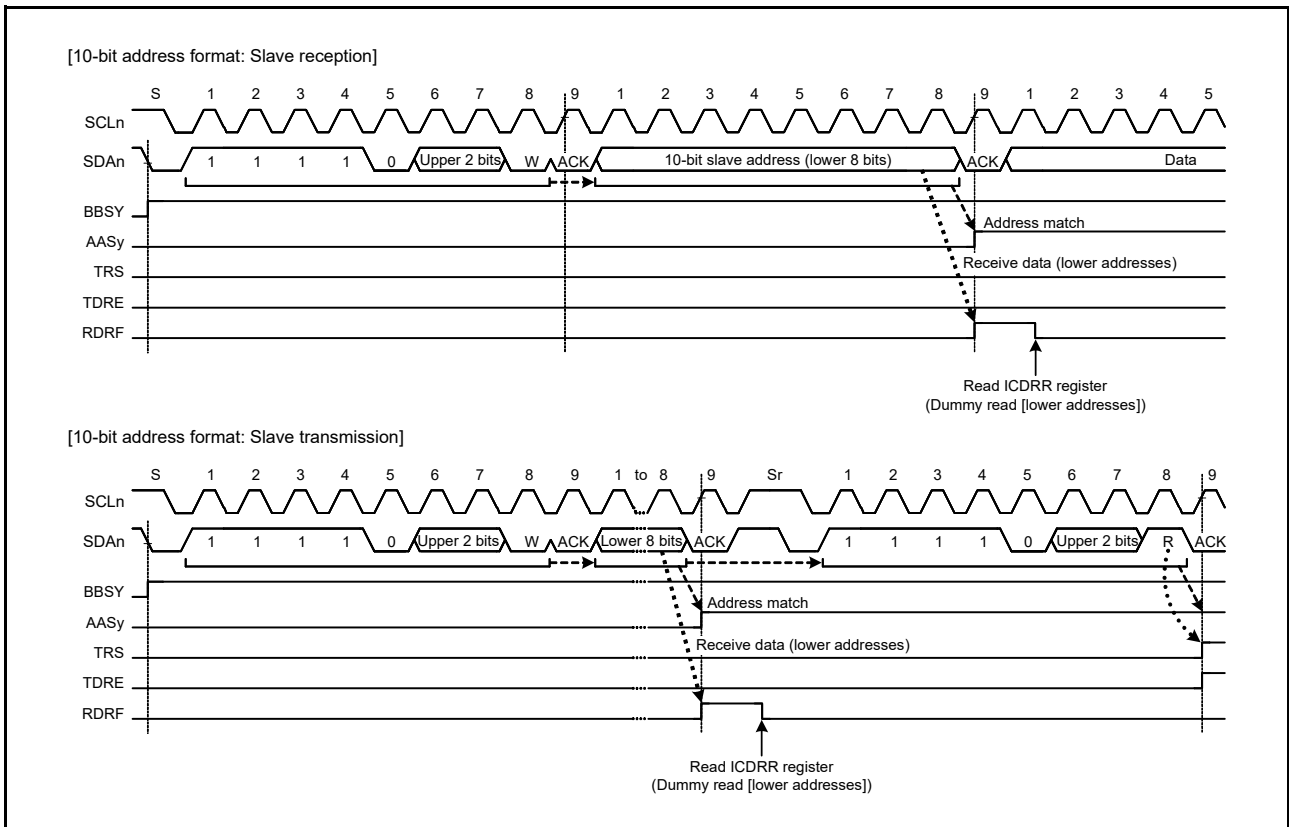 [10-bit address format: Slave reception]
S 1 2 3 4 5 6 7 8 9 1 2 3 4 5 6 7 8 9 1 2 3 4 5
SCLn
SDAn 1 1 1 1 0 Upper 2 bits W ACK 10-bit slave address (lower 8 bits) ACK Data
BBSY
Address match
AASy
Receive data (lower addresses)
TRS
TDRE
RDRF
Read ICDRR register
(Dummy read [lower addresses])
[10-bit address format: Slave transmission]
S 1 2 3 4 5 6 7 8 9 1 to 8 9 Sr 1 2 3 4 5 6 7 8 9
SCLn
SDAn 1 1 1 1 0 Upper 2 bits W ACK Lower 8 bits ACK 1 1 1 1 0 Upper 2 bits R ACK
BBSY
Address match
AASy
Receive data (lower addresses)
TRS
TDRE
RDRF
Read ICDRR register
(Dummy read [lower addresses])